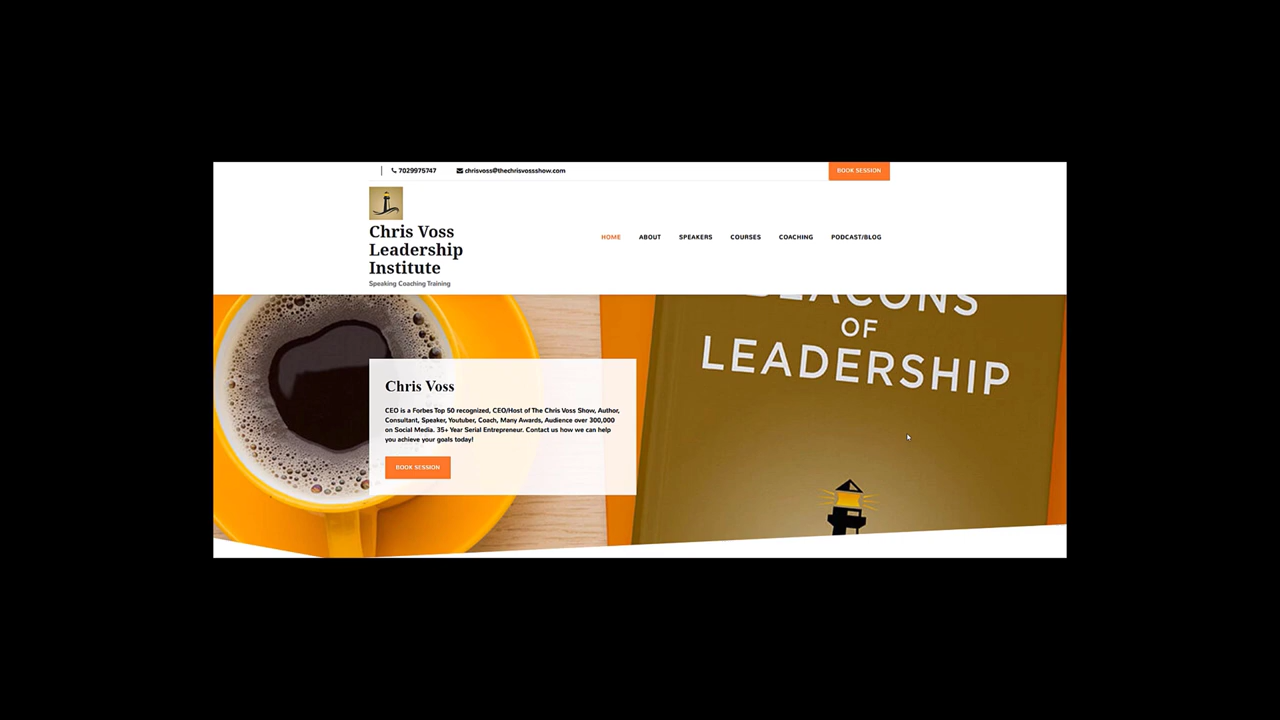 7029975747
chrisvoss@thechrisvossshow.com
BOOK SESSION
Chris Voss
Leadership
Institute
Speaking Coaching Training
HOME
ABOUT
SPEAKERS
COURSES
COACHING
PODCAST/BLOG
BEACONS
OF
LEADERSHIP
Chris Voss
CEO is a Forbes Top 50 recognized, CEO/Host of The Chris Voss Show, Author,
Consultant, Speaker, Youtuber, Coach, Many Awards, Audience over 300,000
on Social Media. 35+ Year Serial Entrepreneur. Contact us how we can help
you achieve your goals today!
BOOK SESSION